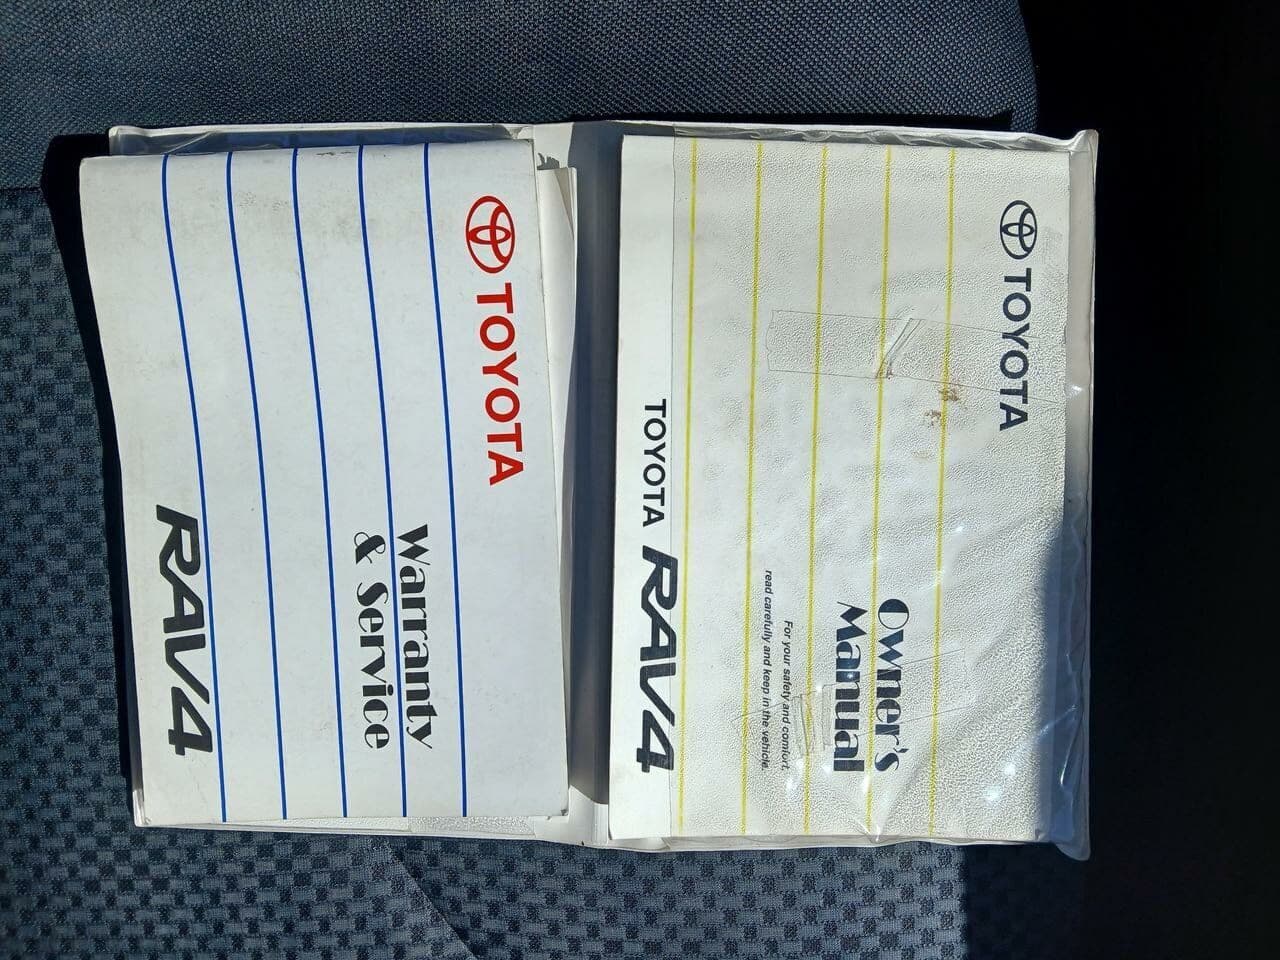 TOYOTA
Warranty
& Service
RAV4
TOYOTA
Owner's
Manual
For your safety and comfort,
read carefully and keep in the vehicle.
TOYOTA RAV4